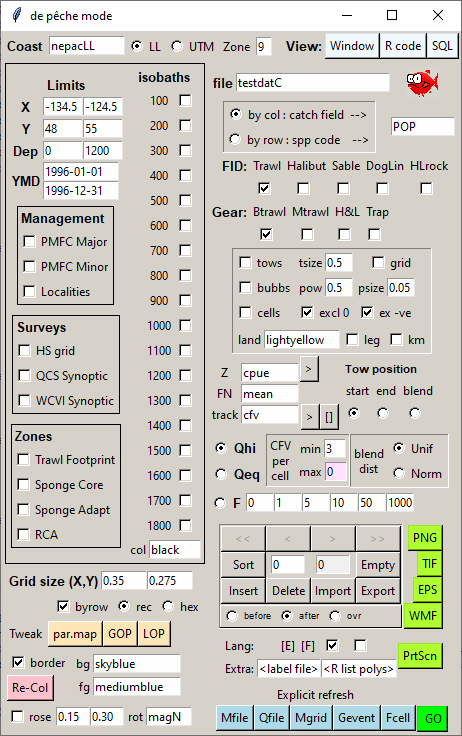 de pêche mode
Coast nepacLL LL UTM Zone 9 View: Window R code SQL
Limits
X -134.5 -124.5
Y 48 55
Dep 0 1200
YMD 1996-01-01
1996-12-31
Management
PMFC Major
PMFC Minor
Localities
Surveys
HS grid
QCS Synoptic
WCVI Synoptic
Zones
Trawl Footprint
Sponge Core
Sponge Adapt
RCA
isobaths
100
200
300
400
500
600
700
800
900
1000
1100
1200
1300
1400
1500
1600
1700
1800
col black
Grid size (X,Y) 0.35 0.275
byrow rec hex
Tweak par.map GOP LOP
border bg skyblue
Re-Col fg mediumblue
rose 0.15 0.30 rot magN
file testdatC
by col : catch field -->
by row : spp code -->
POP
FID: Trawl Halibut Sable DogLin HLrock
Gear: Btrawl Mtrawl H&L Trap
tows tsize 0.5 grid
bubbs pow 0.5 psize 0.05
cells excl 0 ex -ve
land lightyellow leg km
Z cpue >
FN mean
track cfv > []
Tow position
start end blend
Qhi
Qeq
CFV
per
cell
min 3
max 0
blend
dist
Unif
Norm
F 0 1 5 10 50 1000
<< < > >>
Sort 0 0 Empty
Insert Delete Import Export
before after ovr
PNG
TIF
EPS
WMF
Lang: [E] [F]
PrtScn
Extra: <label file> <R list polys>
Explicit refresh
Mfile Qfile Mgrid Gevent Fcell GO